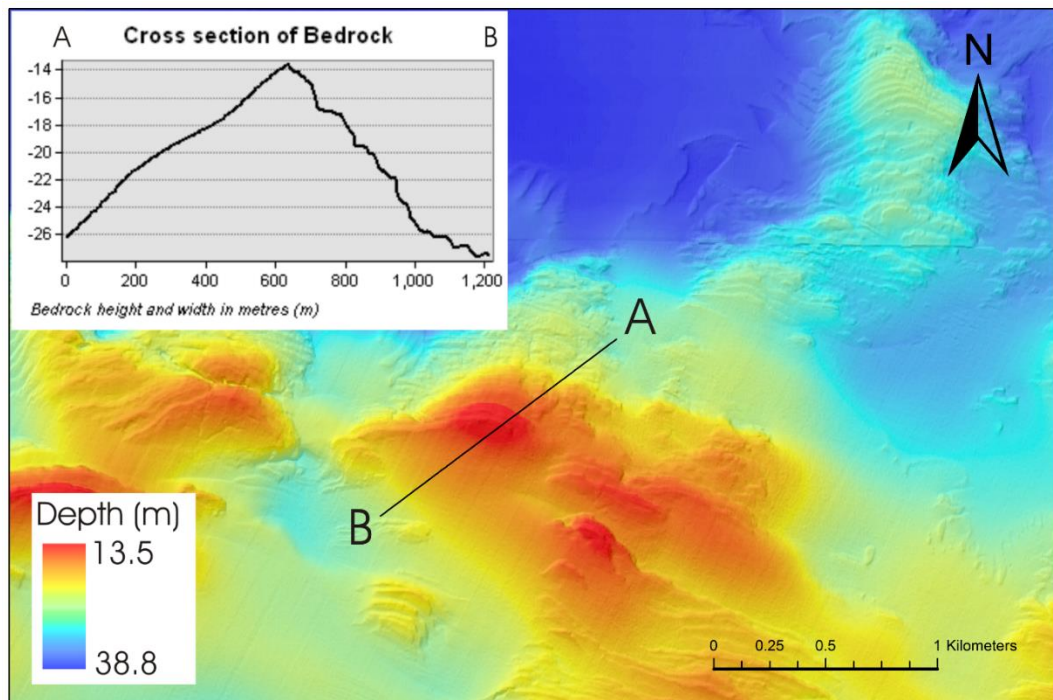 A
Cross section of Bedrock
B
-14
-16
-18
-20
-22
-24
-26
0 200 400 600 800 1,000 1,200
Bedrock height and width in metres (m)
N
A
B
Depth (m)
13.5
38.8
0 0.25 0.5 1 Kilometers